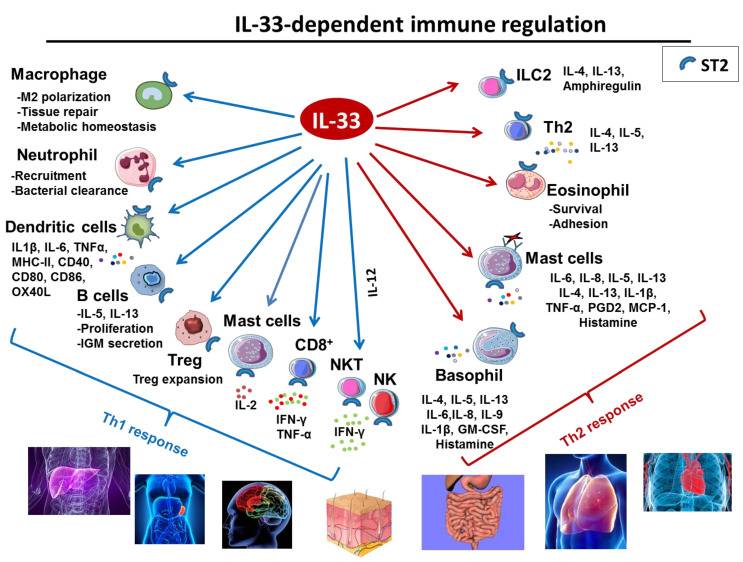 IL-33-dependent immune regulation
ST2
IL-33
Macrophage
-M2 polarization
-Tissue repair
-Metabolic homeostasis
Neutrophil
-Recruitment
-Bacterial clearance
Dendritic cells
IL1β, IL-6, TNFα,
MHC-II, CD40,
CD80, CD86,
OX40L
B cells
-IL-5, IL-13
-Proliferation
-IGM secretion
Treg
Treg expansion
Mast cells
IL-2
CD8+
IFN-γ
TNF-α
IL-12
NKT
NK
IFN-γ
ILC2
IL-4, IL-13,
Amphiregulin
Th2
IL-4, IL-5,
IL-13
Eosinophil
-Survival
-Adhesion
Mast cells
IL-6, IL-8, IL-5, IL-13
IL-4, IL-13, IL-1β,
TNF-α, PGD2, MCP-1,
Histamine
Basophil
IL-4, IL-5, IL-13
IL-6,IL-8, IL-9
IL-1β, GM-CSF,
Histamine
Th1 response
Th2 response